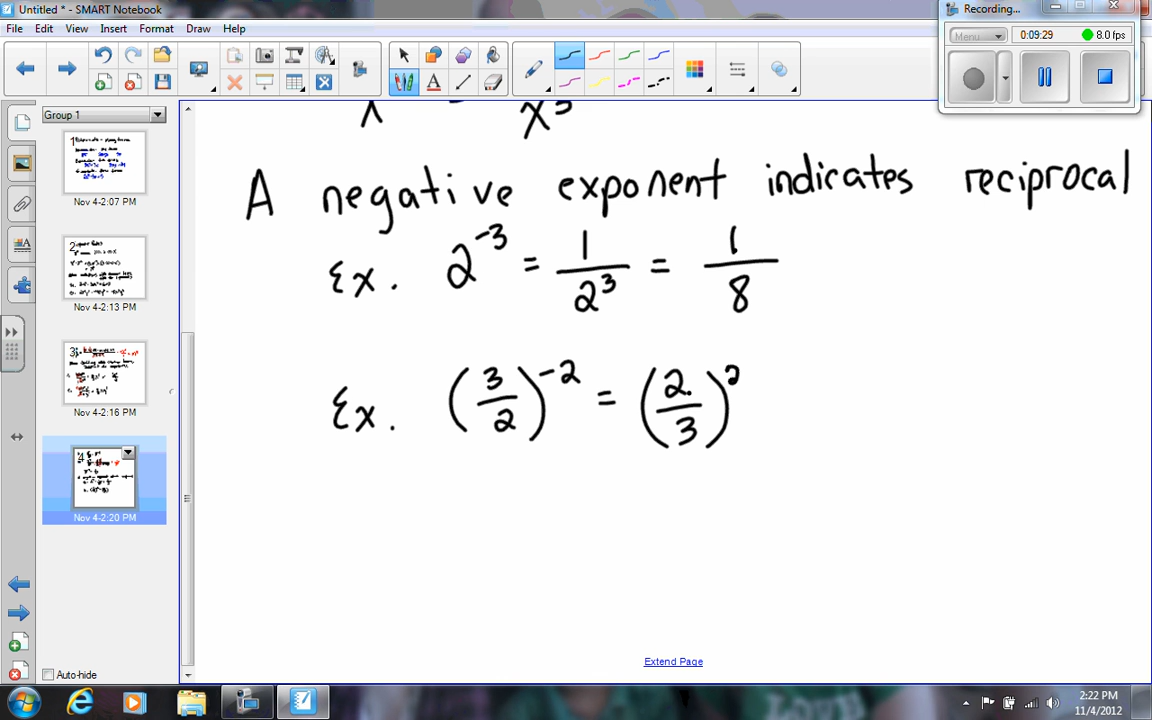 Untitled * - SMART Notebook
Recording...
File Edit View Insert Format Draw Help
Menu 0:09:29 8.0 fps
Group 1
Nov 4-2:07 PM
Nov 4-2:13 PM
Nov 4-2:16 PM
Nov 4-2:20 PM
x³
A negative exponent indicates reciprocal
Ex. 2⁻³ = 1/2³ = 1/8
Ex. (3/2)⁻² = (2/3)²
Extend Page
Auto-hide
2:22 PM
11/4/2012